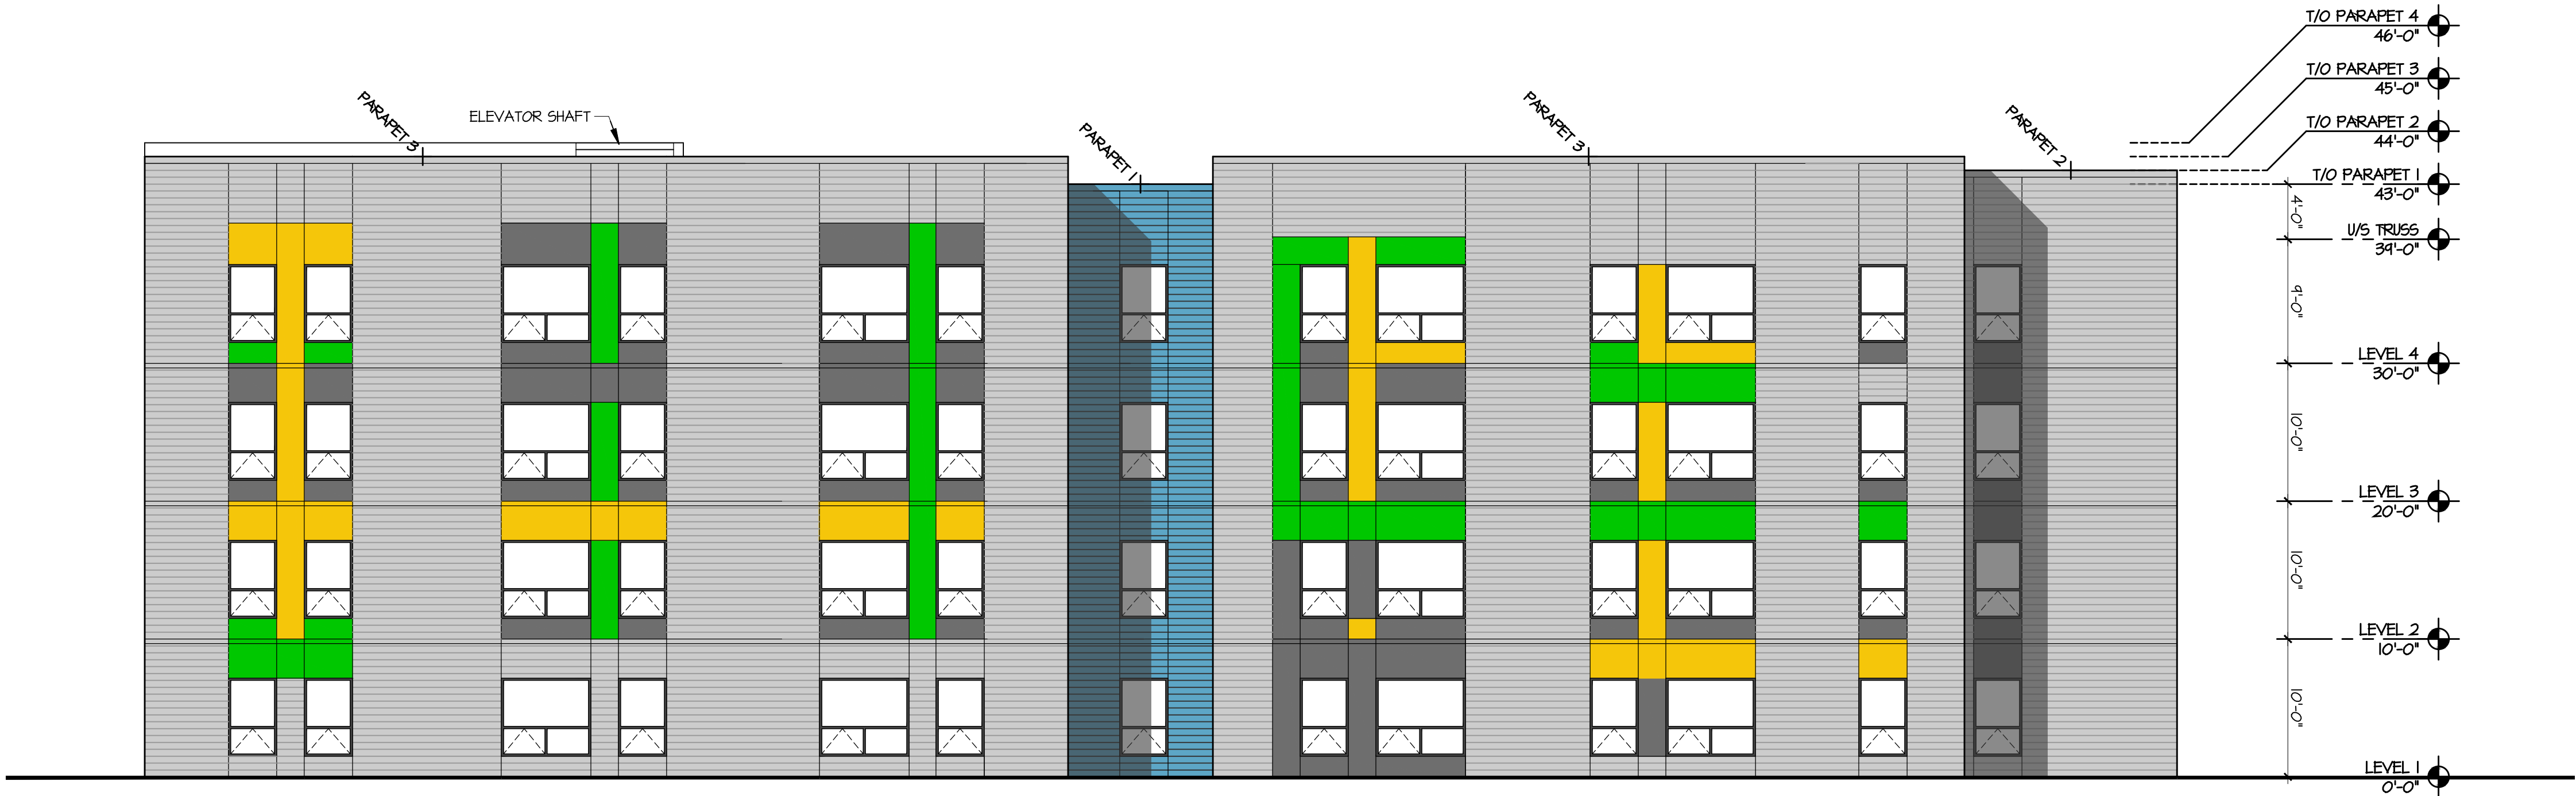 T/O PARAPET 4
46'-0"
T/O PARAPET 3
45'-0"
T/O PARAPET 2
44'-0"
T/O PARAPET 1
43'-0"
U/S TRUSS
39'-0"
LEVEL 4
30'-0"
LEVEL 3
20'-0"
LEVEL 2
10'-0"
LEVEL 1
0'-0"
4'-0"
9'-0"
10'-0"
10'-0"
10'-0"
PARAPET 3
ELEVATOR SHAFT
PARAPET 1
PARAPET 3
PARAPET 2